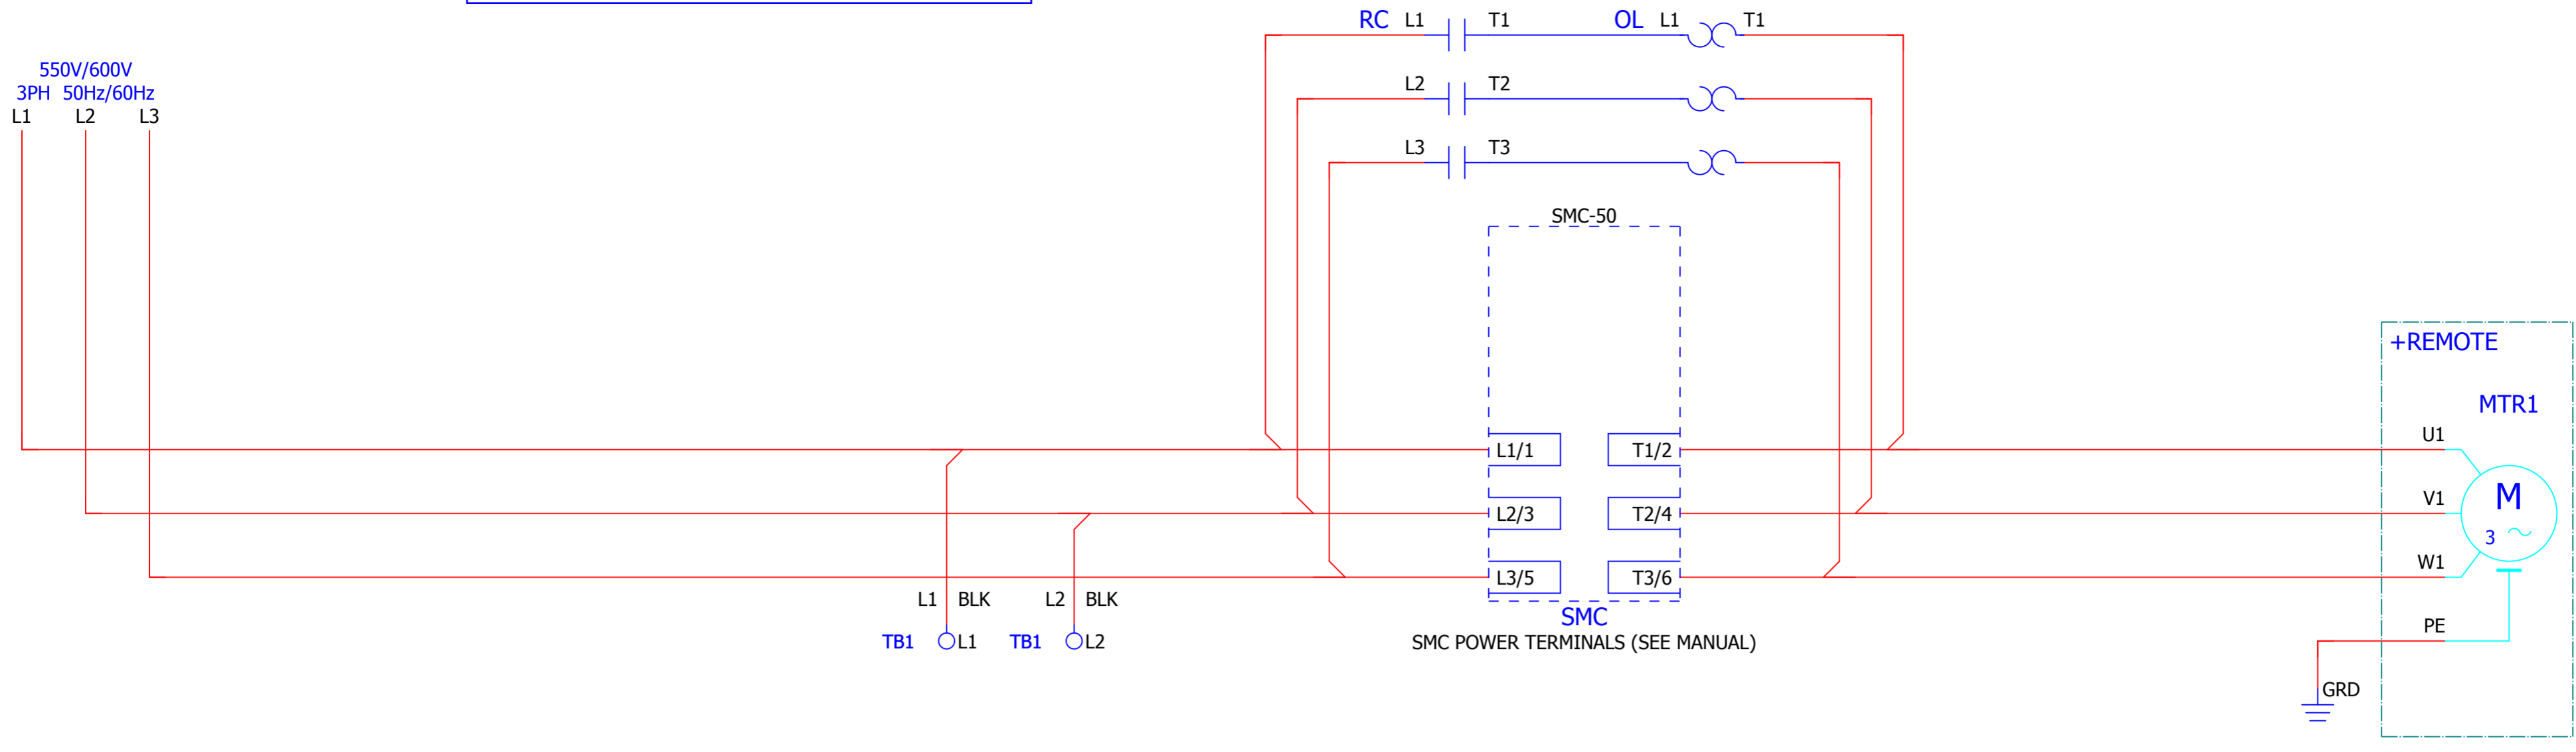 RC L1 T1 OL L1 T1
550V/600V
3PH 50Hz/60Hz
L1 L2 L3
L2 T2
L3 T3
SMC-50
+REMOTE
MTR1
U1
L1/1 T1/2
V1
M
3
L2/3 T2/4
W1
L3/5 T3/6
L1 BLK L2 BLK
SMC
PE
TB1 L1 TB1 L2
SMC POWER TERMINALS (SEE MANUAL)
GRD